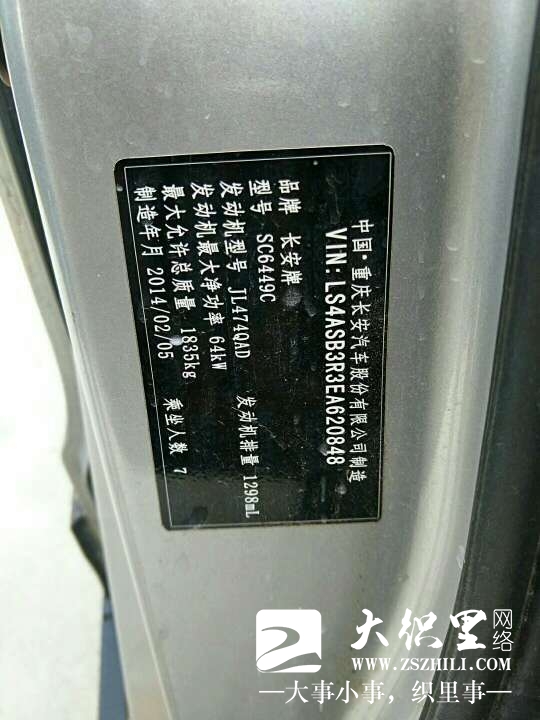 中国·重庆长安汽车股份有限公司制造
VIN: LS4ASB3R3EA620848
品牌 长安牌
型号 SC6449C
发动机型号 JL474QAD 发动机排量 1298mL
发动机最大净功率 64kW
最大允许总质量 1835kg 乘坐人数 7
制造年月 2014/02/05
大织里网络
WWW.ZSZHILI.COM
—大事小事，织里事—